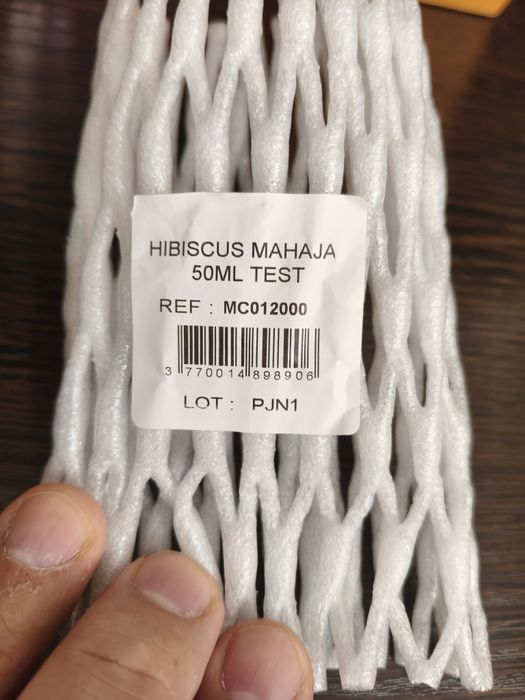 HIBISCUS MAHAJA
50ML TEST
REF : MC012000
3 770014 898906
LOT : PJN1